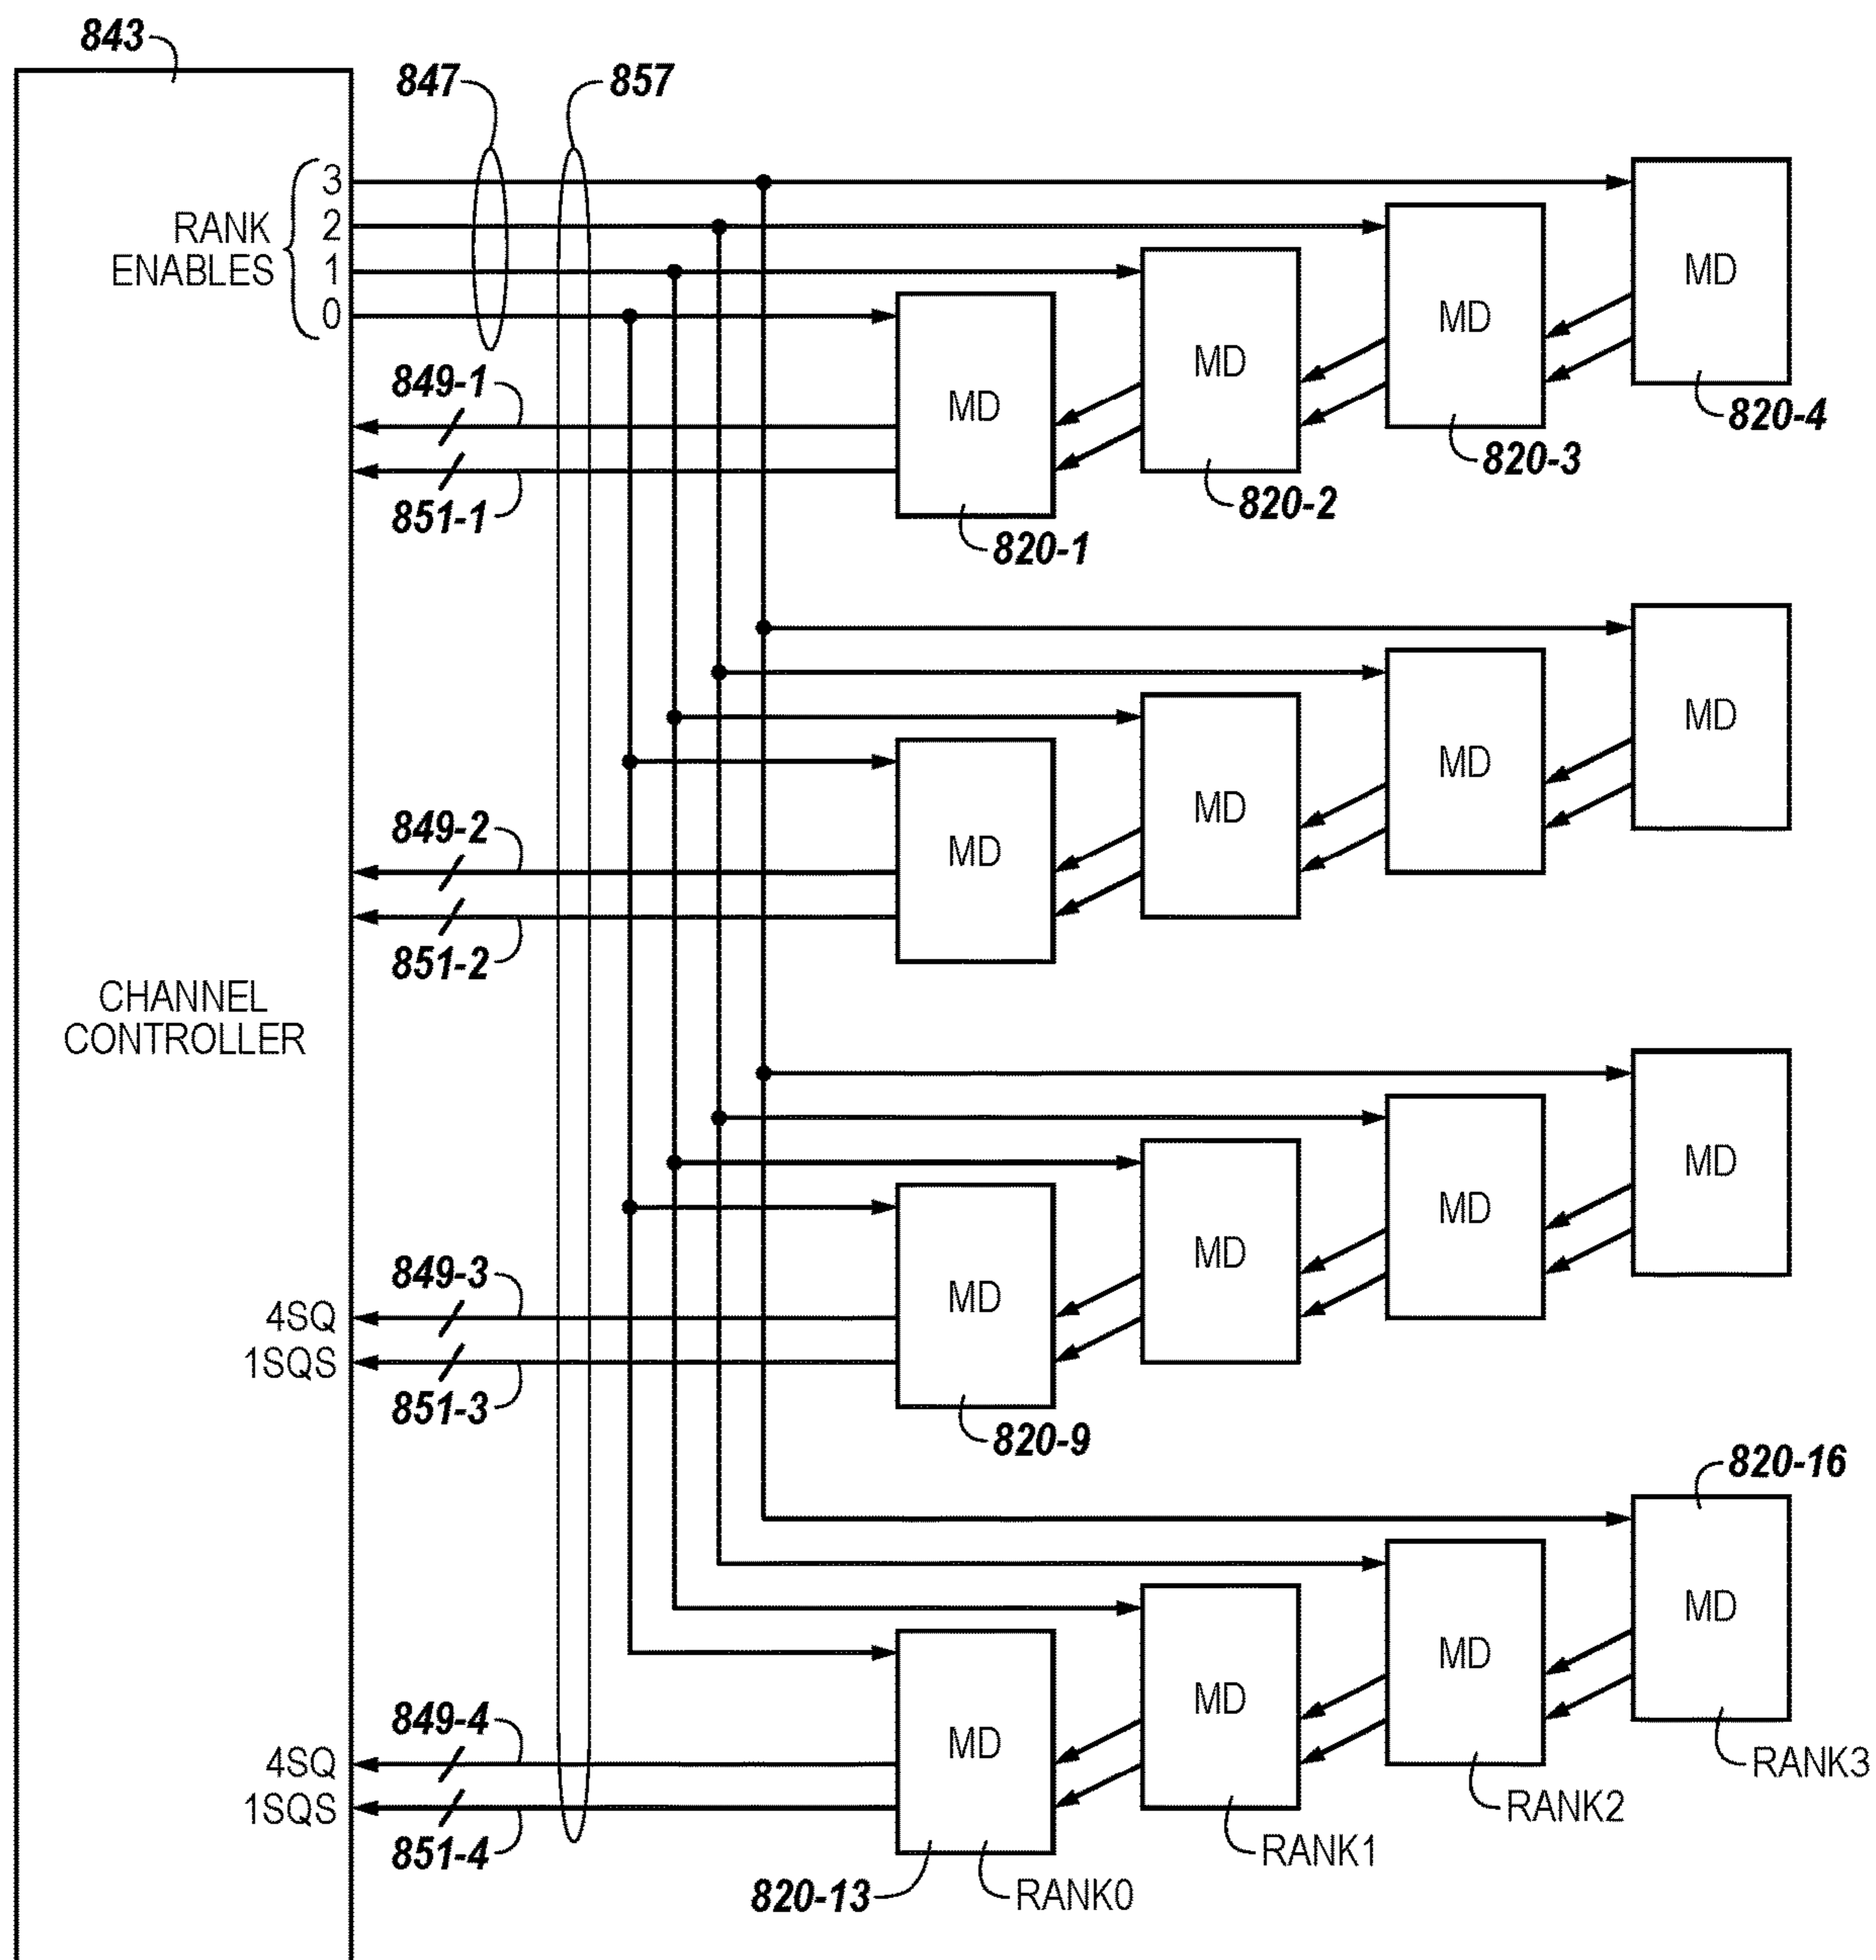 843
847
857
3
2
1
0
RANK
ENABLES
MD
MD
MD
MD
849-1
851-1
820-4
820-3
820-2
820-1
MD
MD
MD
MD
849-2
851-2
CHANNEL
CONTROLLER
MD
MD
MD
MD
849-3
4SQ
1SQS
851-3
820-9
820-16
MD
MD
MD
MD
849-4
4SQ
1SQS
851-4
RANK3
RANK2
RANK1
820-13
RANK0